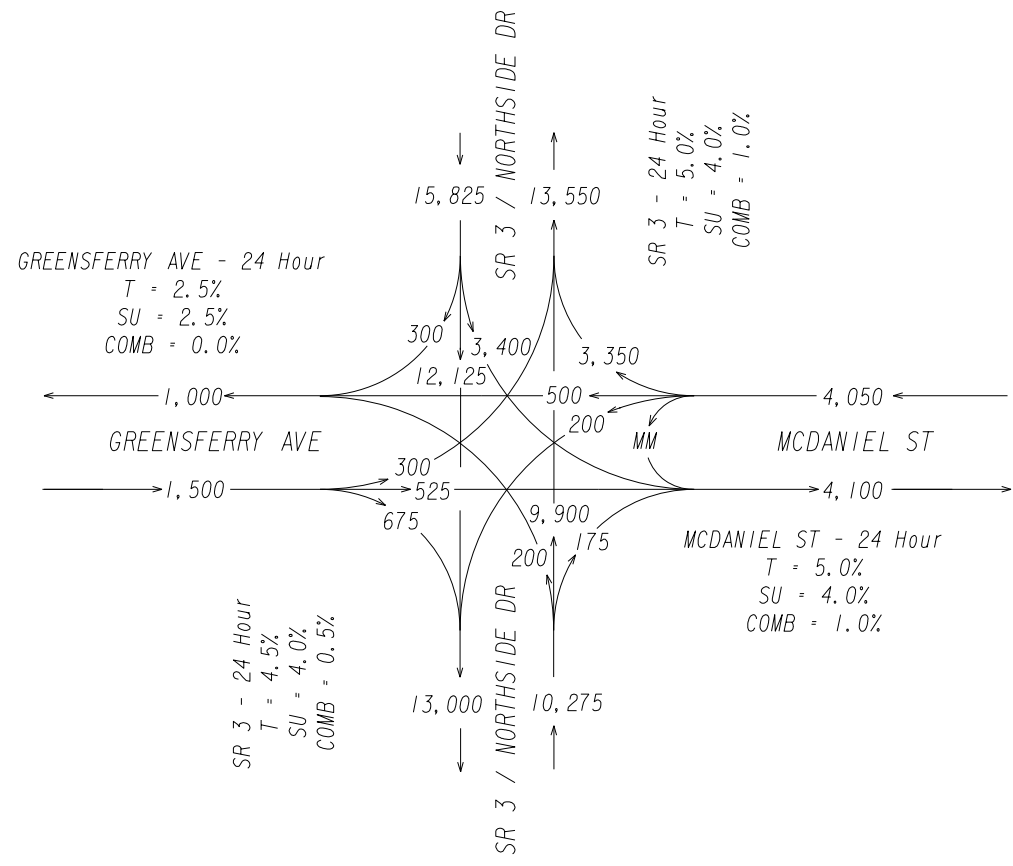 SR 3 / NORTHSIDE DR
SR 3 - 24 Hour
T = 5.0%
SU = 4.0%
COMB = 1.0%
15,825
13,550
GREENSFERRY AVE - 24 Hour
T = 2.5%
SU = 2.5%
COMB = 0.0%
300
3,400
3,350
12,125
1,000
500
4,050
200
GREENSFERRY AVE
MM
MCDANIEL ST
300
1,500
525
4,100
675
9,900
175
200
MCDANIEL ST - 24 Hour
T = 5.0%
SU = 4.0%
COMB = 1.0%
SR 3 - 24 Hour
T = 4.5%
SU = 4.0%
COMB = 0.5%
13,000
10,275
SR 3 / NORTHSIDE DR